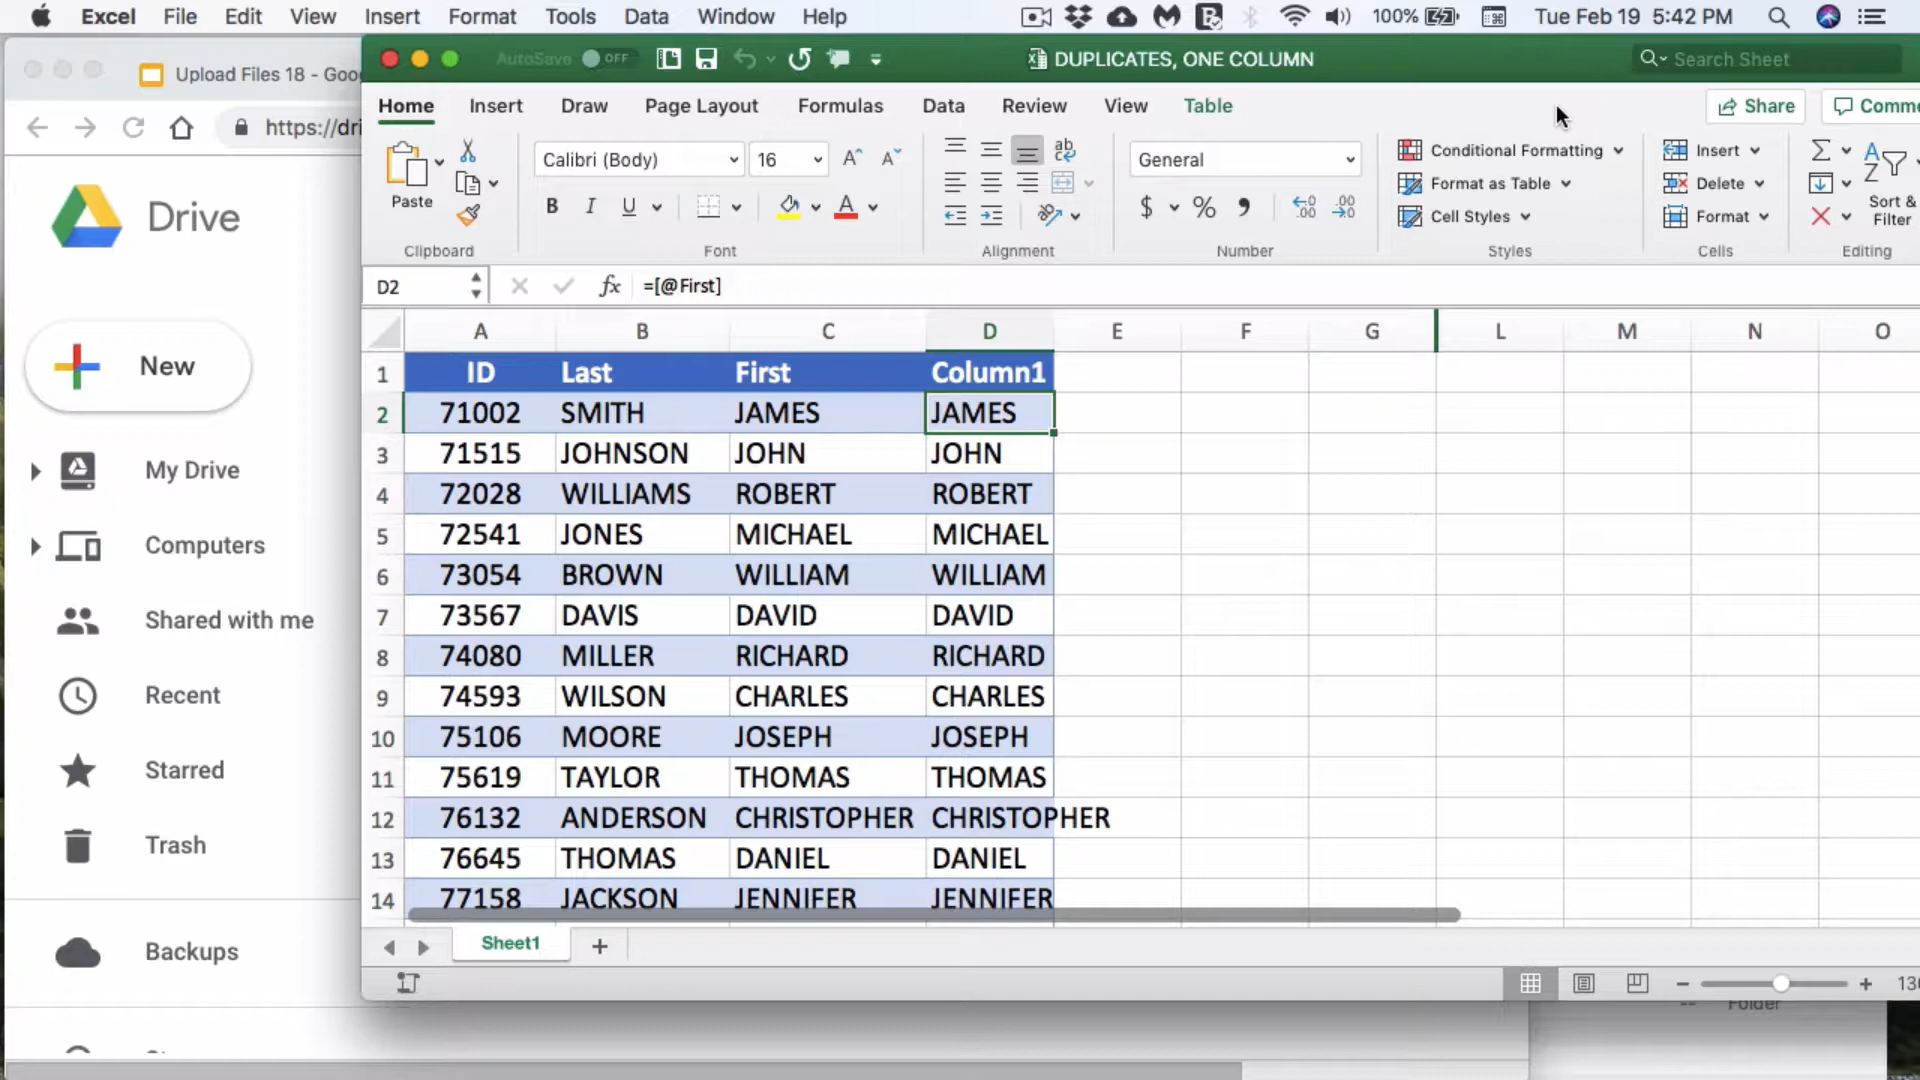 Excel File Edit View Insert Format Tools Data Window Help 100% Tue Feb 19 5:42 PM
Upload Files 18 - Goo
https://dri
Drive
New
My Drive
Computers
Shared with me
Recent
Starred
Trash
Backups
AutoSave OFF DUPLICATES, ONE COLUMN Search Sheet
Home Insert Draw Page Layout Formulas Data Review View Table Share Comme
Paste
Calibri (Body) 16
ab
General
Conditional Formatting
Format as Table
Cell Styles
Insert
Delete
Format
Sort &
Filter
B I U A $ % ,
Clipboard Font Alignment Number Styles Cells Editing
D2 fx =[@First]
A B C D E F G L M N O
1 ID Last First Column1
2 71002 SMITH JAMES JAMES
3 71515 JOHNSON JOHN JOHN
4 72028 WILLIAMS ROBERT ROBERT
5 72541 JONES MICHAEL MICHAEL
6 73054 BROWN WILLIAM WILLIAM
7 73567 DAVIS DAVID DAVID
8 74080 MILLER RICHARD RICHARD
9 74593 WILSON CHARLES CHARLES
10 75106 MOORE JOSEPH JOSEPH
11 75619 TAYLOR THOMAS THOMAS
12 76132 ANDERSON CHRISTOPHER CHRISTOPHER
13 76645 THOMAS DANIEL DANIEL
14 77158 JACKSON JENNIFER JENNIFER
Sheet1 +
− + 130
Folder